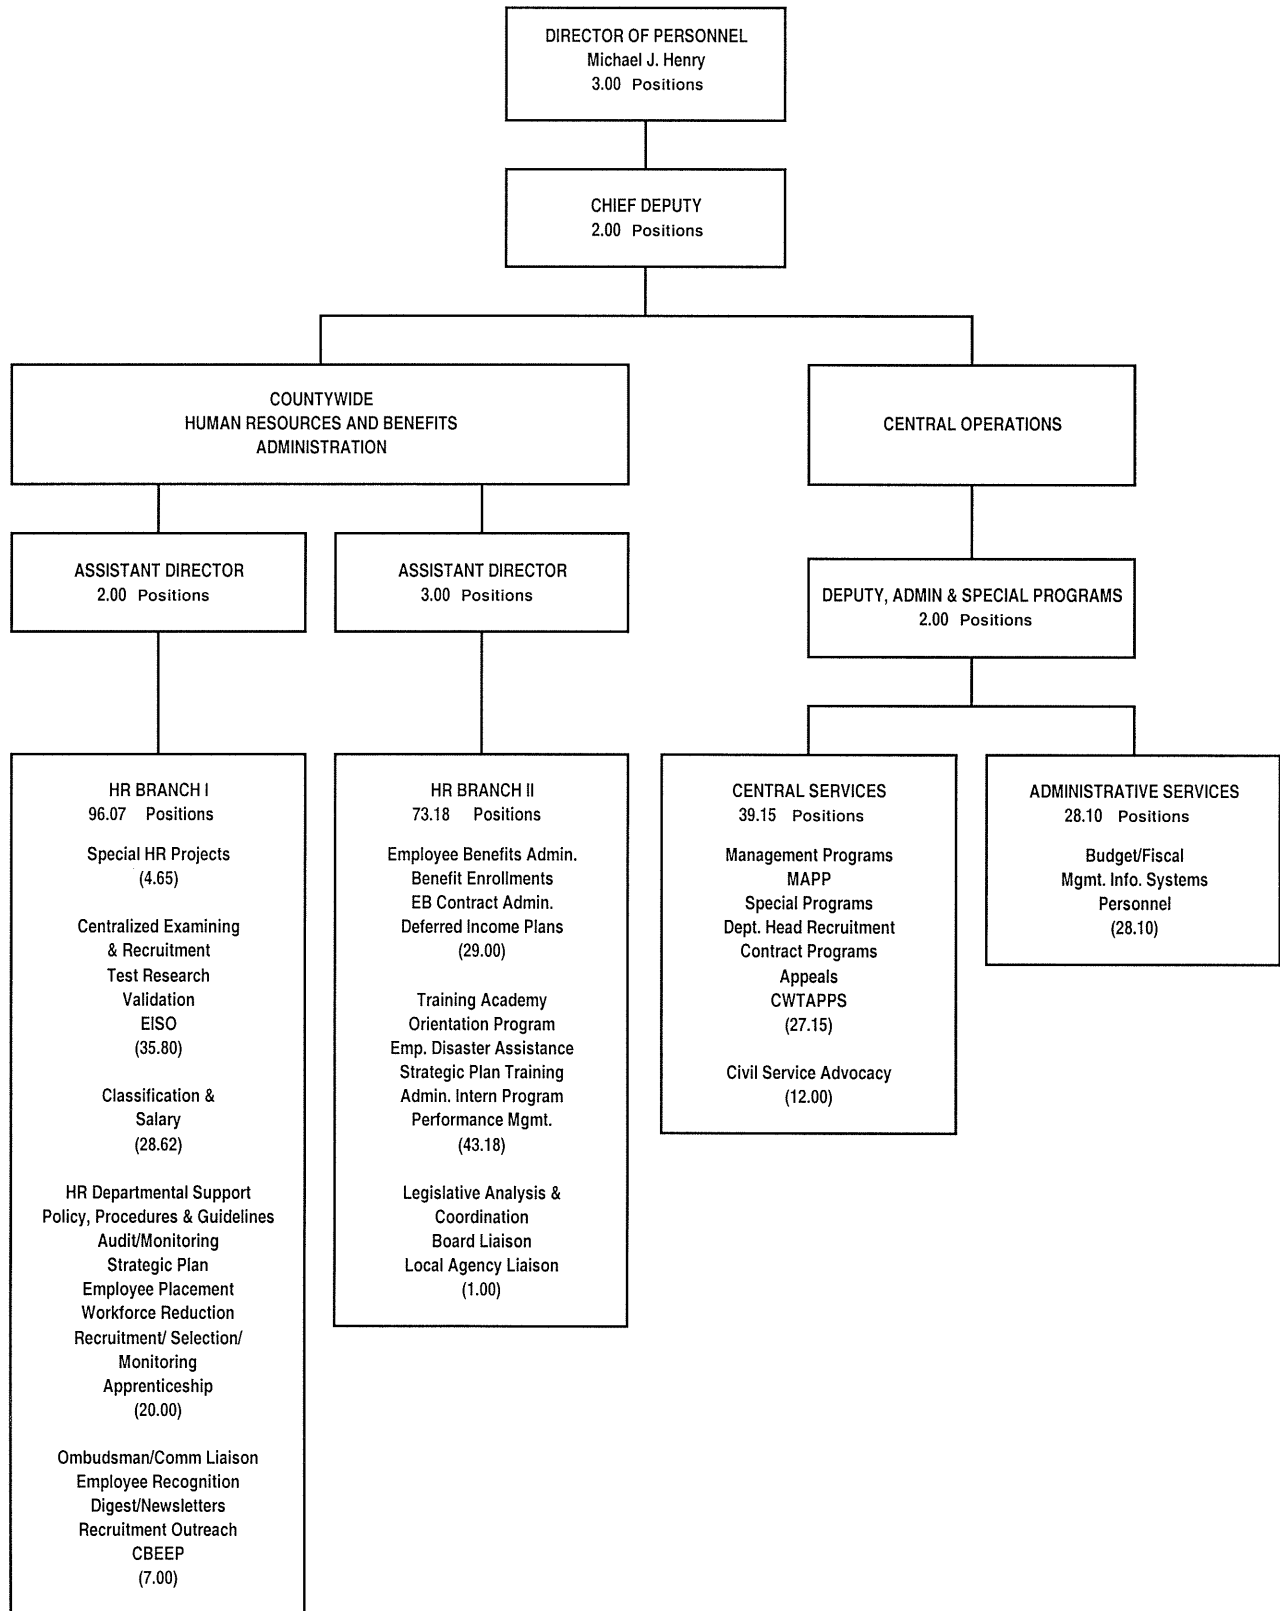 DIRECTOR OF PERSONNEL
Michael J. Henry
3.00 Positions
CHIEF DEPUTY
2.00 Positions
COUNTYWIDE
HUMAN RESOURCES AND BENEFITS
ADMINISTRATION
CENTRAL OPERATIONS
ASSISTANT DIRECTOR
2.00 Positions
ASSISTANT DIRECTOR
3.00 Positions
DEPUTY, ADMIN & SPECIAL PROGRAMS
2.00 Positions
HR BRANCH I
96.07 Positions
Special HR Projects
(4.65)
Centralized Examining
& Recruitment
Test Research
Validation
EISO
(35.80)
Classification &
Salary
(28.62)
HR Departmental Support
Policy, Procedures & Guidelines
Audit/Monitoring
Strategic Plan
Employee Placement
Workforce Reduction
Recruitment/ Selection/
Monitoring
Apprenticeship
(20.00)
Ombudsman/Comm Liaison
Employee Recognition
Digest/Newsletters
Recruitment Outreach
CBEEP
(7.00)
HR BRANCH II
73.18 Positions
Employee Benefits Admin.
Benefit Enrollments
EB Contract Admin.
Deferred Income Plans
(29.00)
Training Academy
Orientation Program
Emp. Disaster Assistance
Strategic Plan Training
Admin. Intern Program
Performance Mgmt.
(43.18)
Legislative Analysis &
Coordination
Board Liaison
Local Agency Liaison
(1.00)
CENTRAL SERVICES
39.15 Positions
Management Programs
MAPP
Special Programs
Dept. Head Recruitment
Contract Programs
Appeals
CWTAPPS
(27.15)
Civil Service Advocacy
(12.00)
ADMINISTRATIVE SERVICES
28.10 Positions
Budget/Fiscal
Mgmt. Info. Systems
Personnel
(28.10)